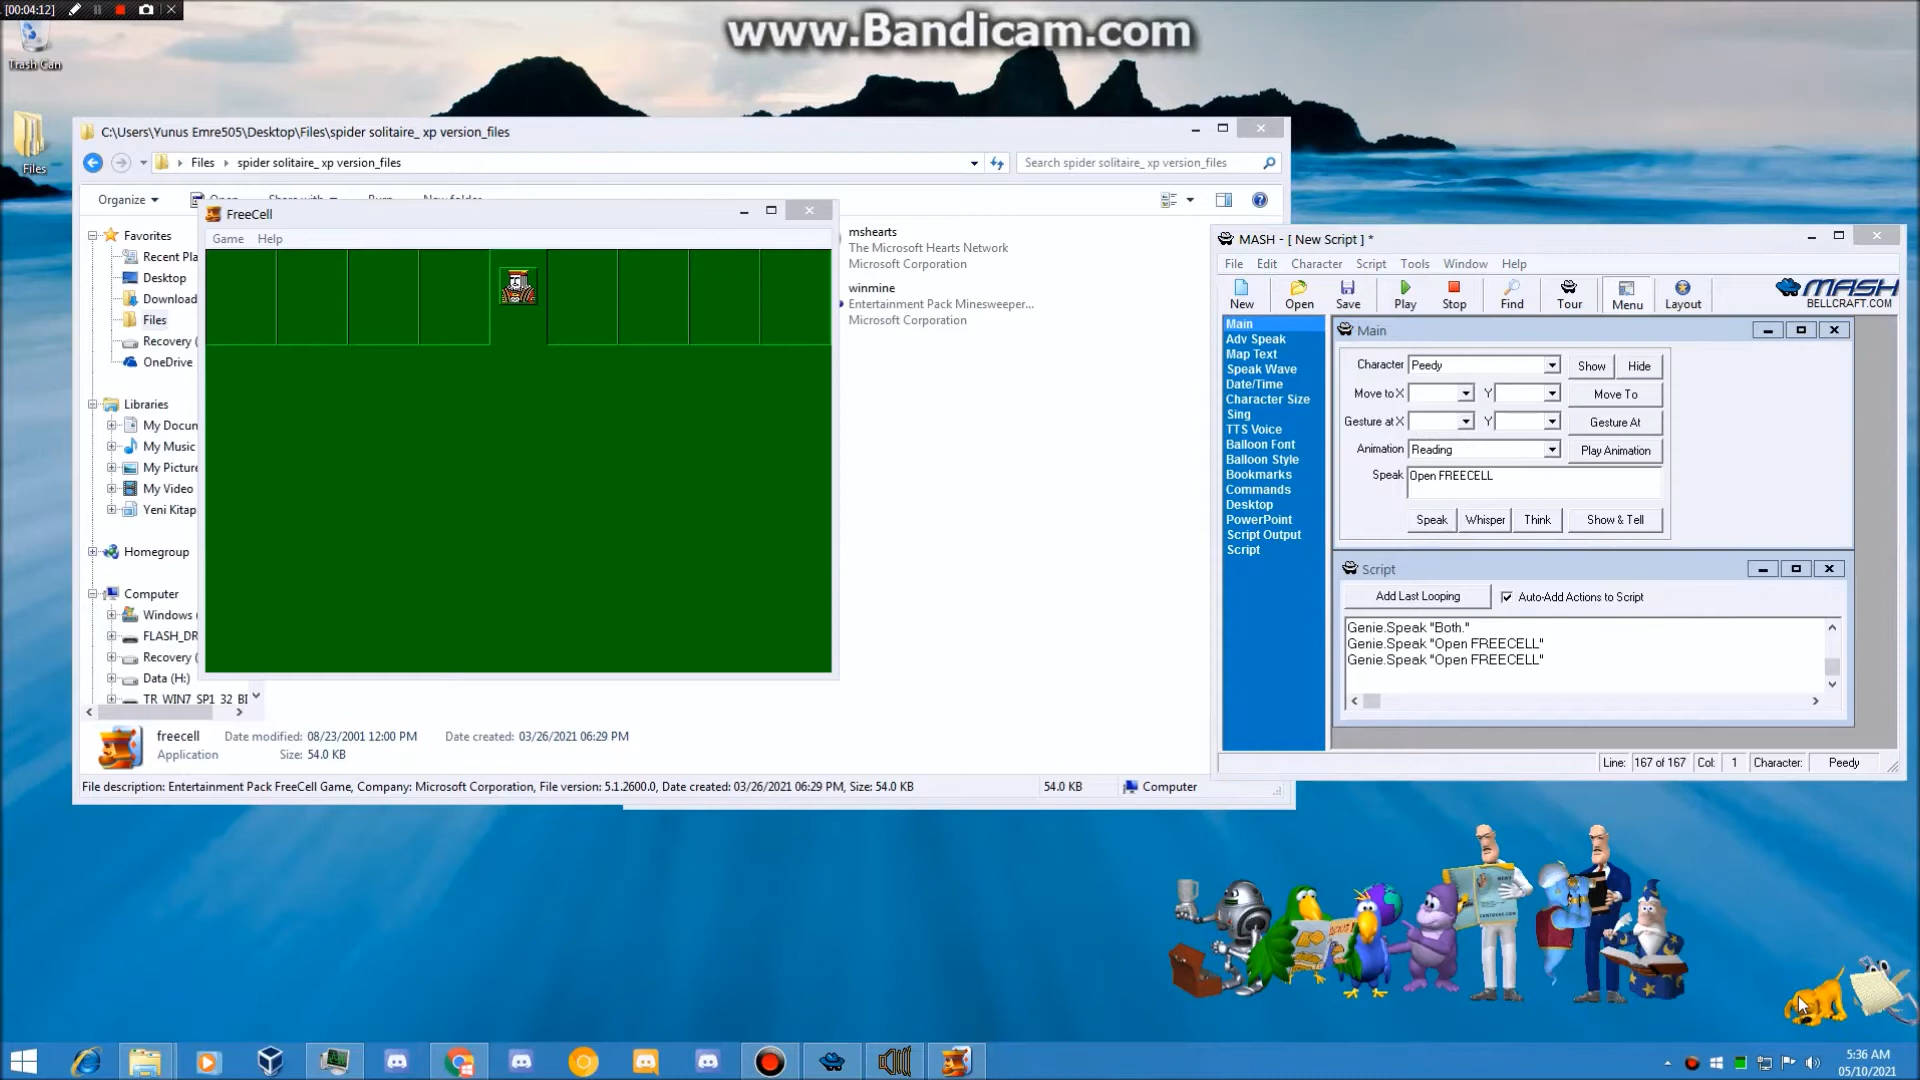 [00:04:12]
www.Bandicam.com
Trash Can
Files
C:\Users\Yunus Emre505\Desktop\Files\spider solitaire_ xp version_files
Files
spider solitaire_ xp version_files
Search spider solitaire_ xp version_files
Organize
Open
Share with
Burn
New folder
FreeCell
Game Help
Favorites
Recent Pla
Desktop
Download
Files
Recovery (
OneDrive
Libraries
My Docun
My Music
My Picture
My Video
Yeni Kitap
Homegroup
Computer
Windows (
FLASH_DR
Recovery (
Data (H:)
TR_WIN7_SP1_32_BI
mshearts
The Microsoft Hearts Network
Microsoft Corporation
winmine
Entertainment Pack Minesweeper...
Microsoft Corporation
freecell
Application
Date modified: 08/23/2001 12:00 PM
Size: 54.0 KB
Date created: 03/26/2021 06:29 PM
File description: Entertainment Pack FreeCell Game, Company: Microsoft Corporation, File version: 5.1.2600.0, Date created: 03/26/2021 06:29 PM, Size: 54.0 KB
54.0 KB
Computer
MASH - [ New Script ] *
File Edit Character Script Tools Window Help
New Open Save Play Stop Find Tour Menu Layout
MASH
BELLCRAFT.COM
Main
Adv Speak
Map Text
Speak Wave
Date/Time
Character Size
Sing
TTS Voice
Balloon Font
Balloon Style
Bookmarks
Commands
Desktop
PowerPoint
Script Output
Script
Main
Character Peedy Show Hide
Move to X Y Move To
Gesture at X Y Gesture At
Animation Reading Play Animation
Speak Open FREECELL
Speak Whisper Think Show & Tell
Script
Add Last Looping Auto-Add Actions to Script
Genie.Speak "Both."
Genie.Speak "Open FREECELL"
Genie.Speak "Open FREECELL"
Line: 167 of 167 Col: 1 Character: Peedy
5:36 AM
05/10/2021